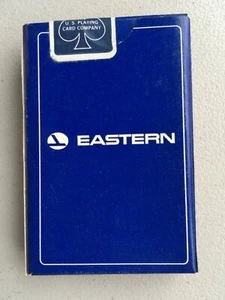 U.S. PLAYING
CARD COMPANY
EASTERN